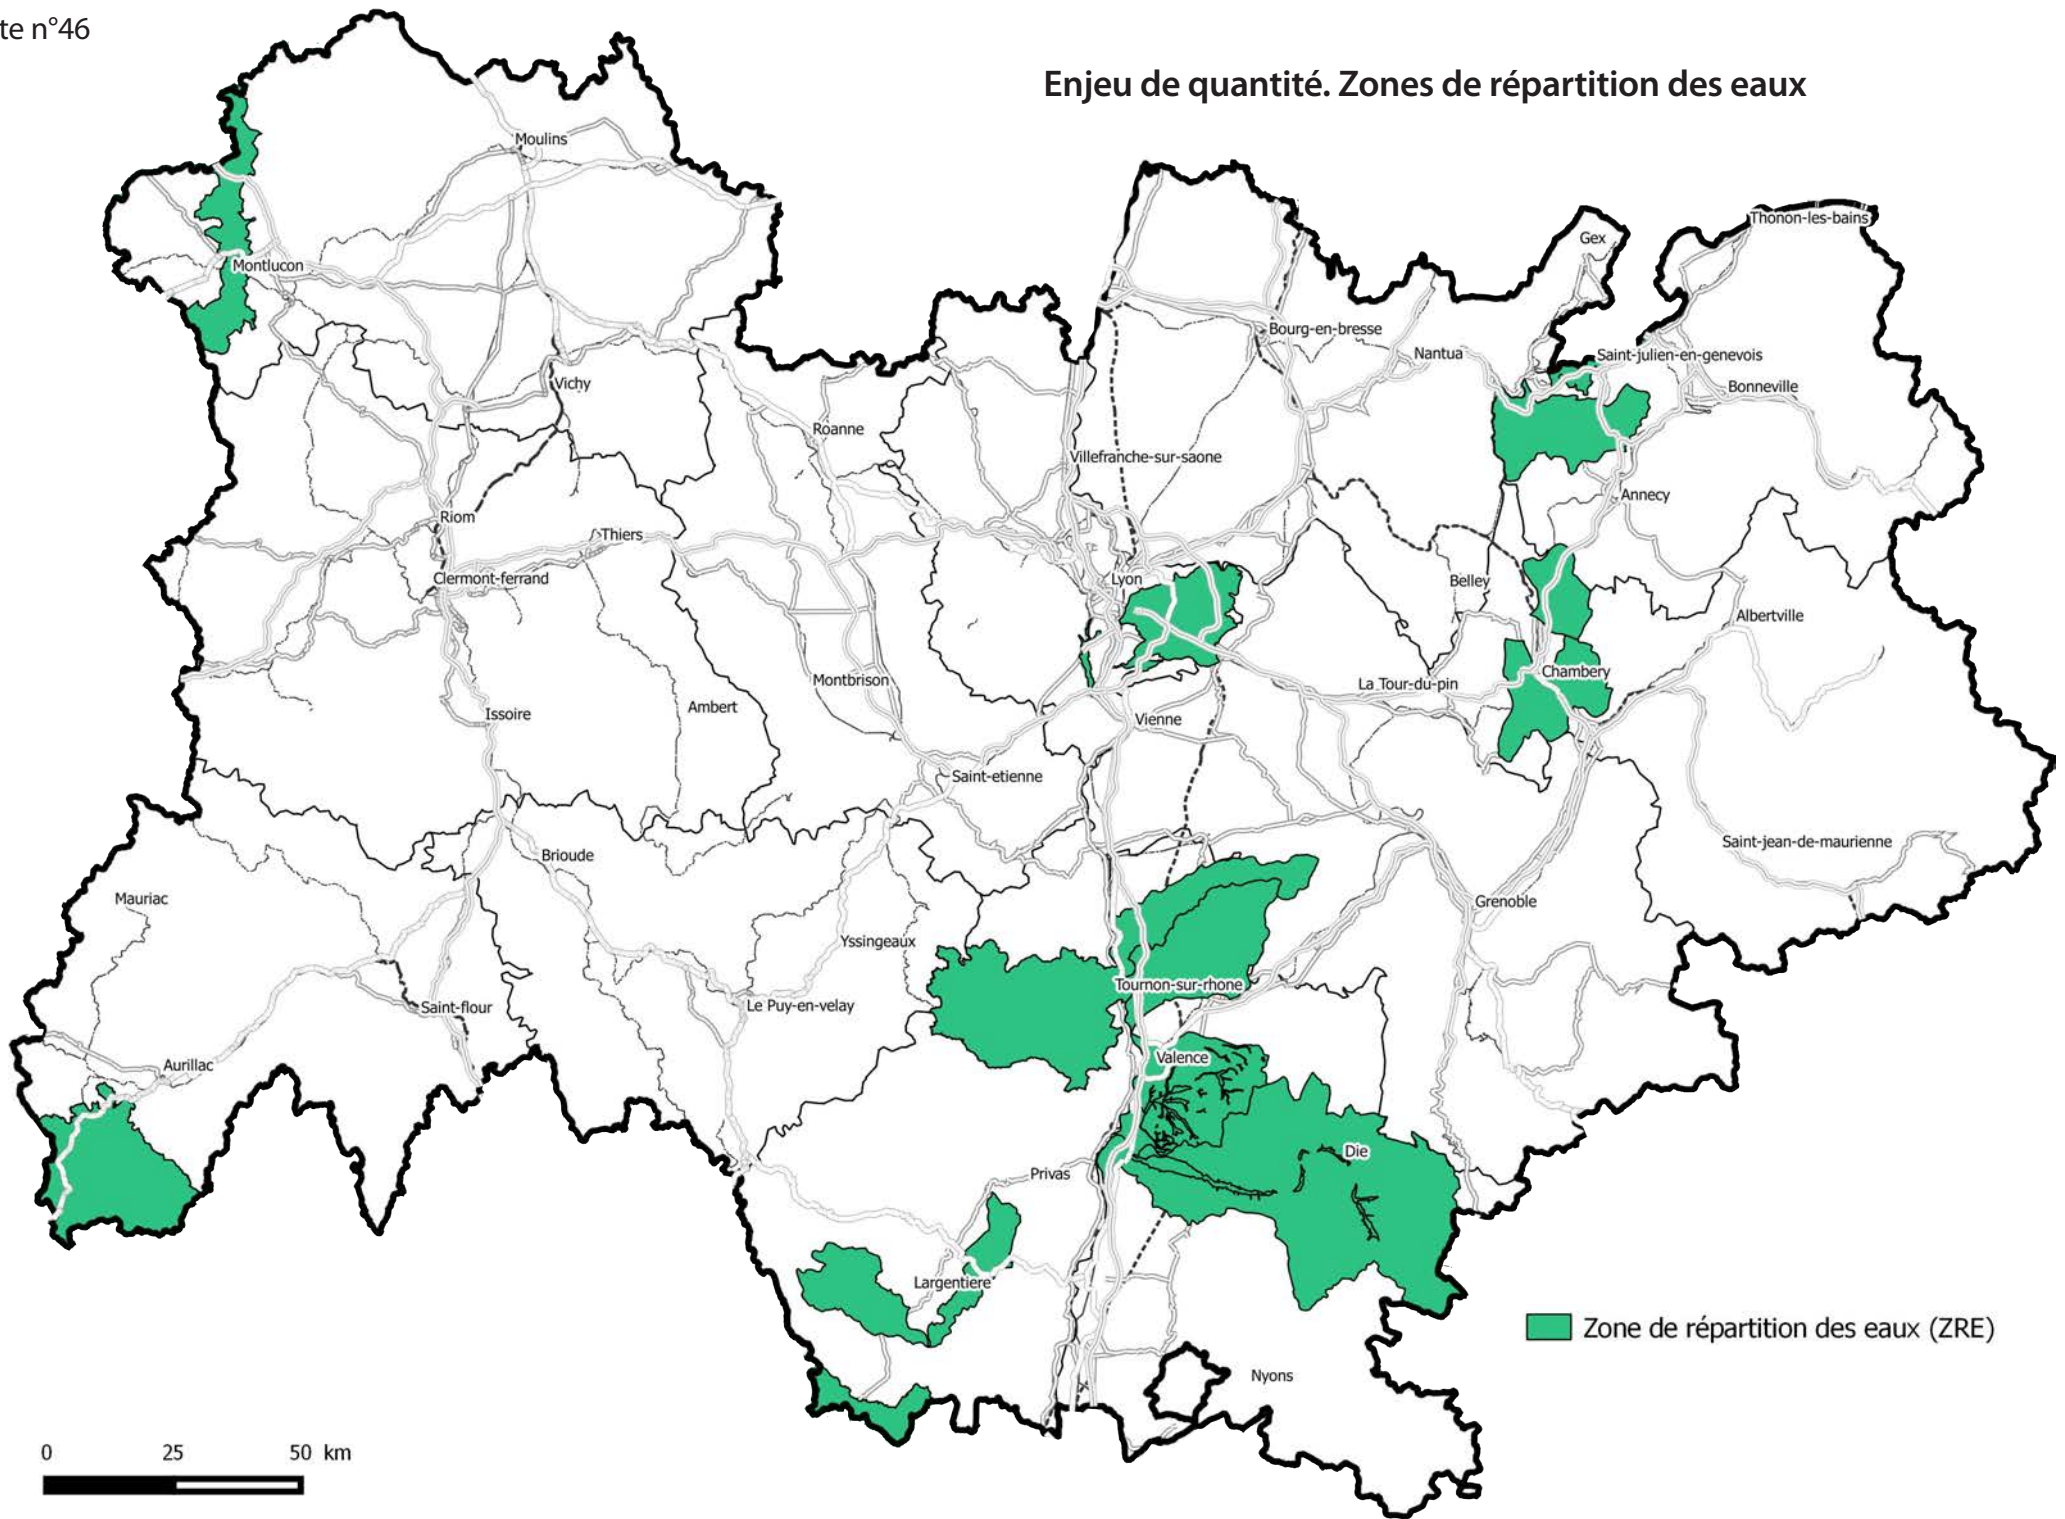 te n°46
Enjeu de quantité. Zones de répartition des eaux
Moulins
Thonon-les-bains
Gex
Montlucon
Bourg-en-bresse
Nantua
Saint-julien-en-genevois
Vichy
Bonneville
Roanne
Villefranche-sur-saone
Annecy
Riom
Thiers
Clermont-ferrand
Lyon
Belley
Albertville
Montbrison
Chambery
La Tour-du-pin
Ambert
Issoire
Vienne
Saint-etienne
Saint-jean-de-maurienne
Brioude
Mauriac
Grenoble
Yssingeaux
Tournon-sur-rhone
Le Puy-en-velay
Saint-flour
Valence
Aurillac
Die
Privas
Largentiere
Zone de répartition des eaux (ZRE)
Nyons
0 25 50 km